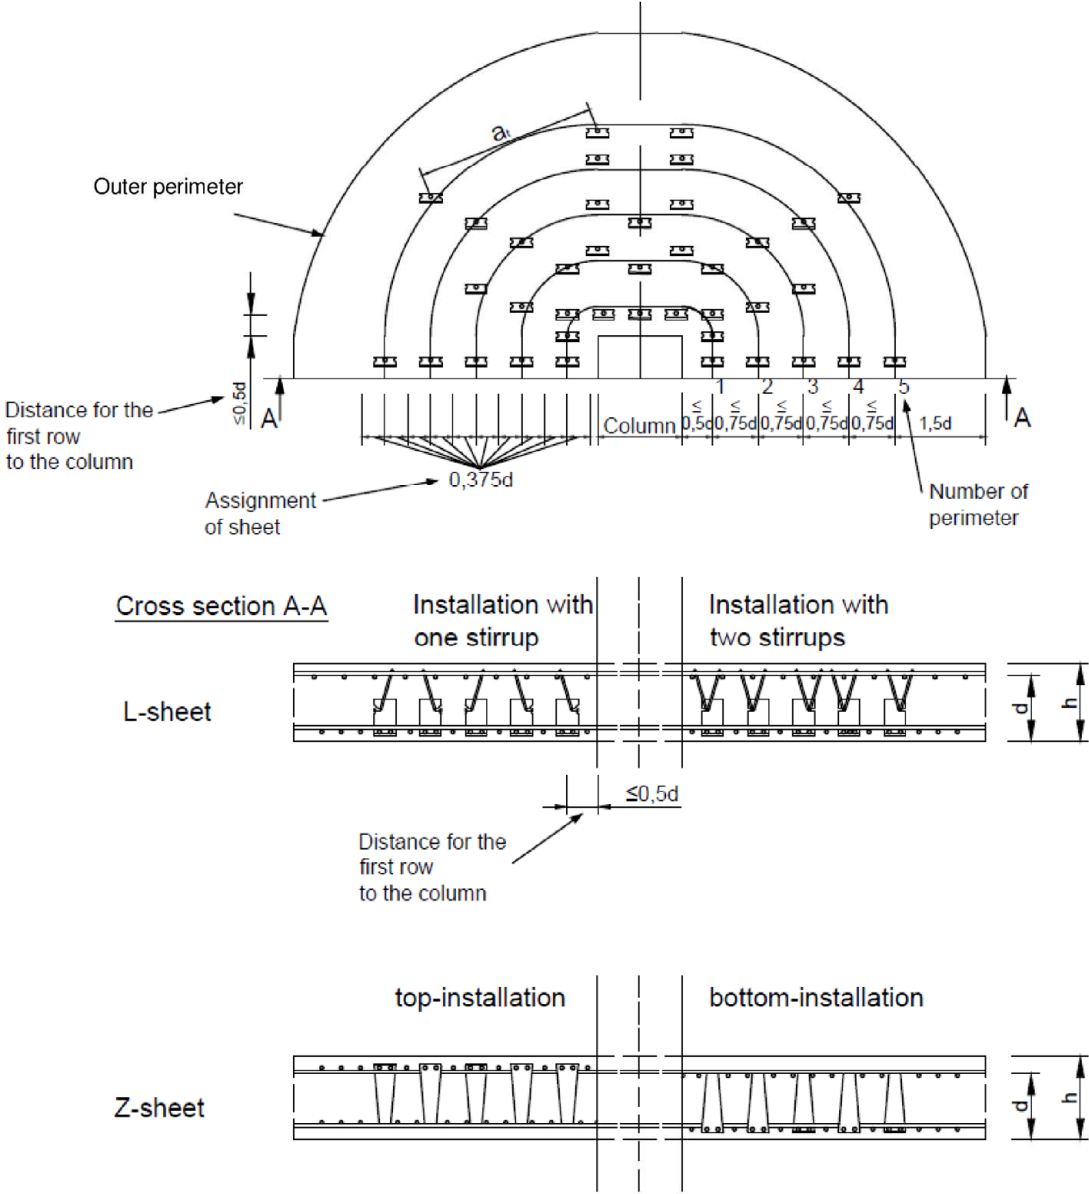 aₜ
Outer perimeter
≤0,5d
1 2 3 4 5
Distance for the
first row
to the column
A
A
Column
≤ ≤ ≤ ≤ ≤
0,5d 0,75d 0,75d 0,75d 0,75d 1,5d
0,375d
Assignment
of sheet
Number of
perimeter
Cross section A-A
Installation with
one stirrup
Installation with
two stirrups
L-sheet
d
h
≤0,5d
Distance for the
first row
to the column
top-installation
bottom-installation
Z-sheet
d
h